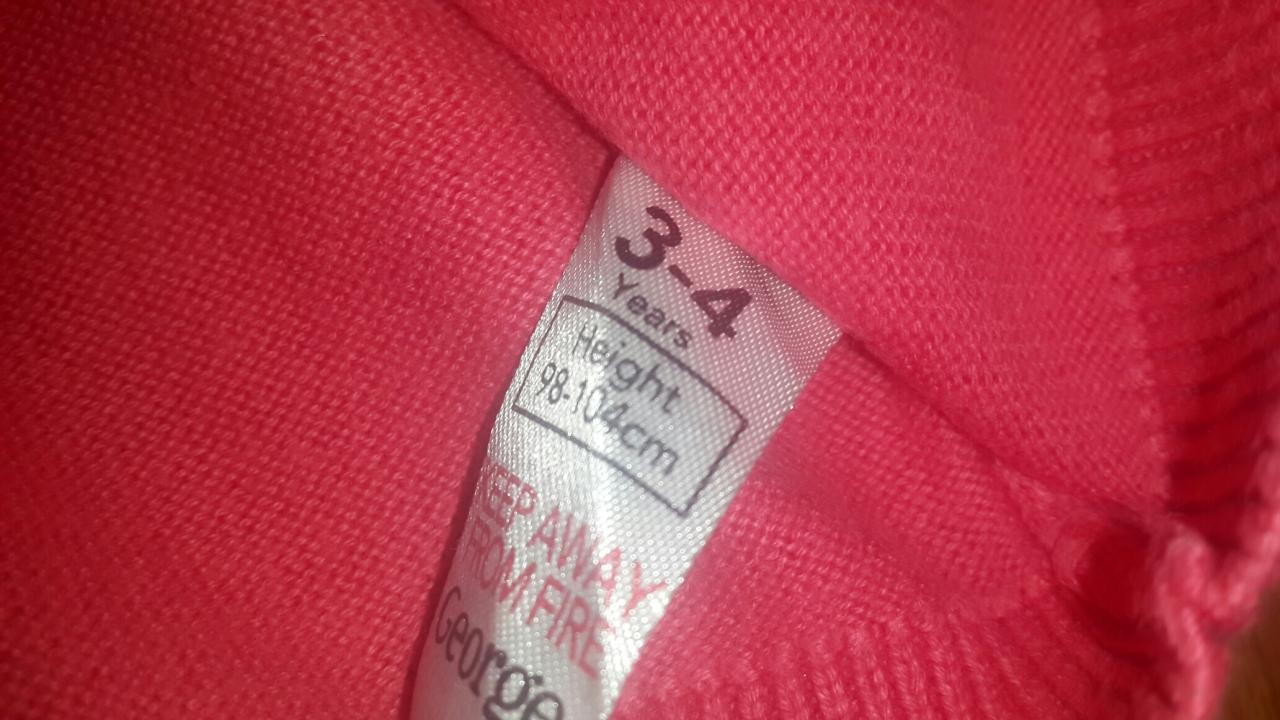 3-4
Years
Height
98-104cm
KEEP AWAY
FROM FIRE
George